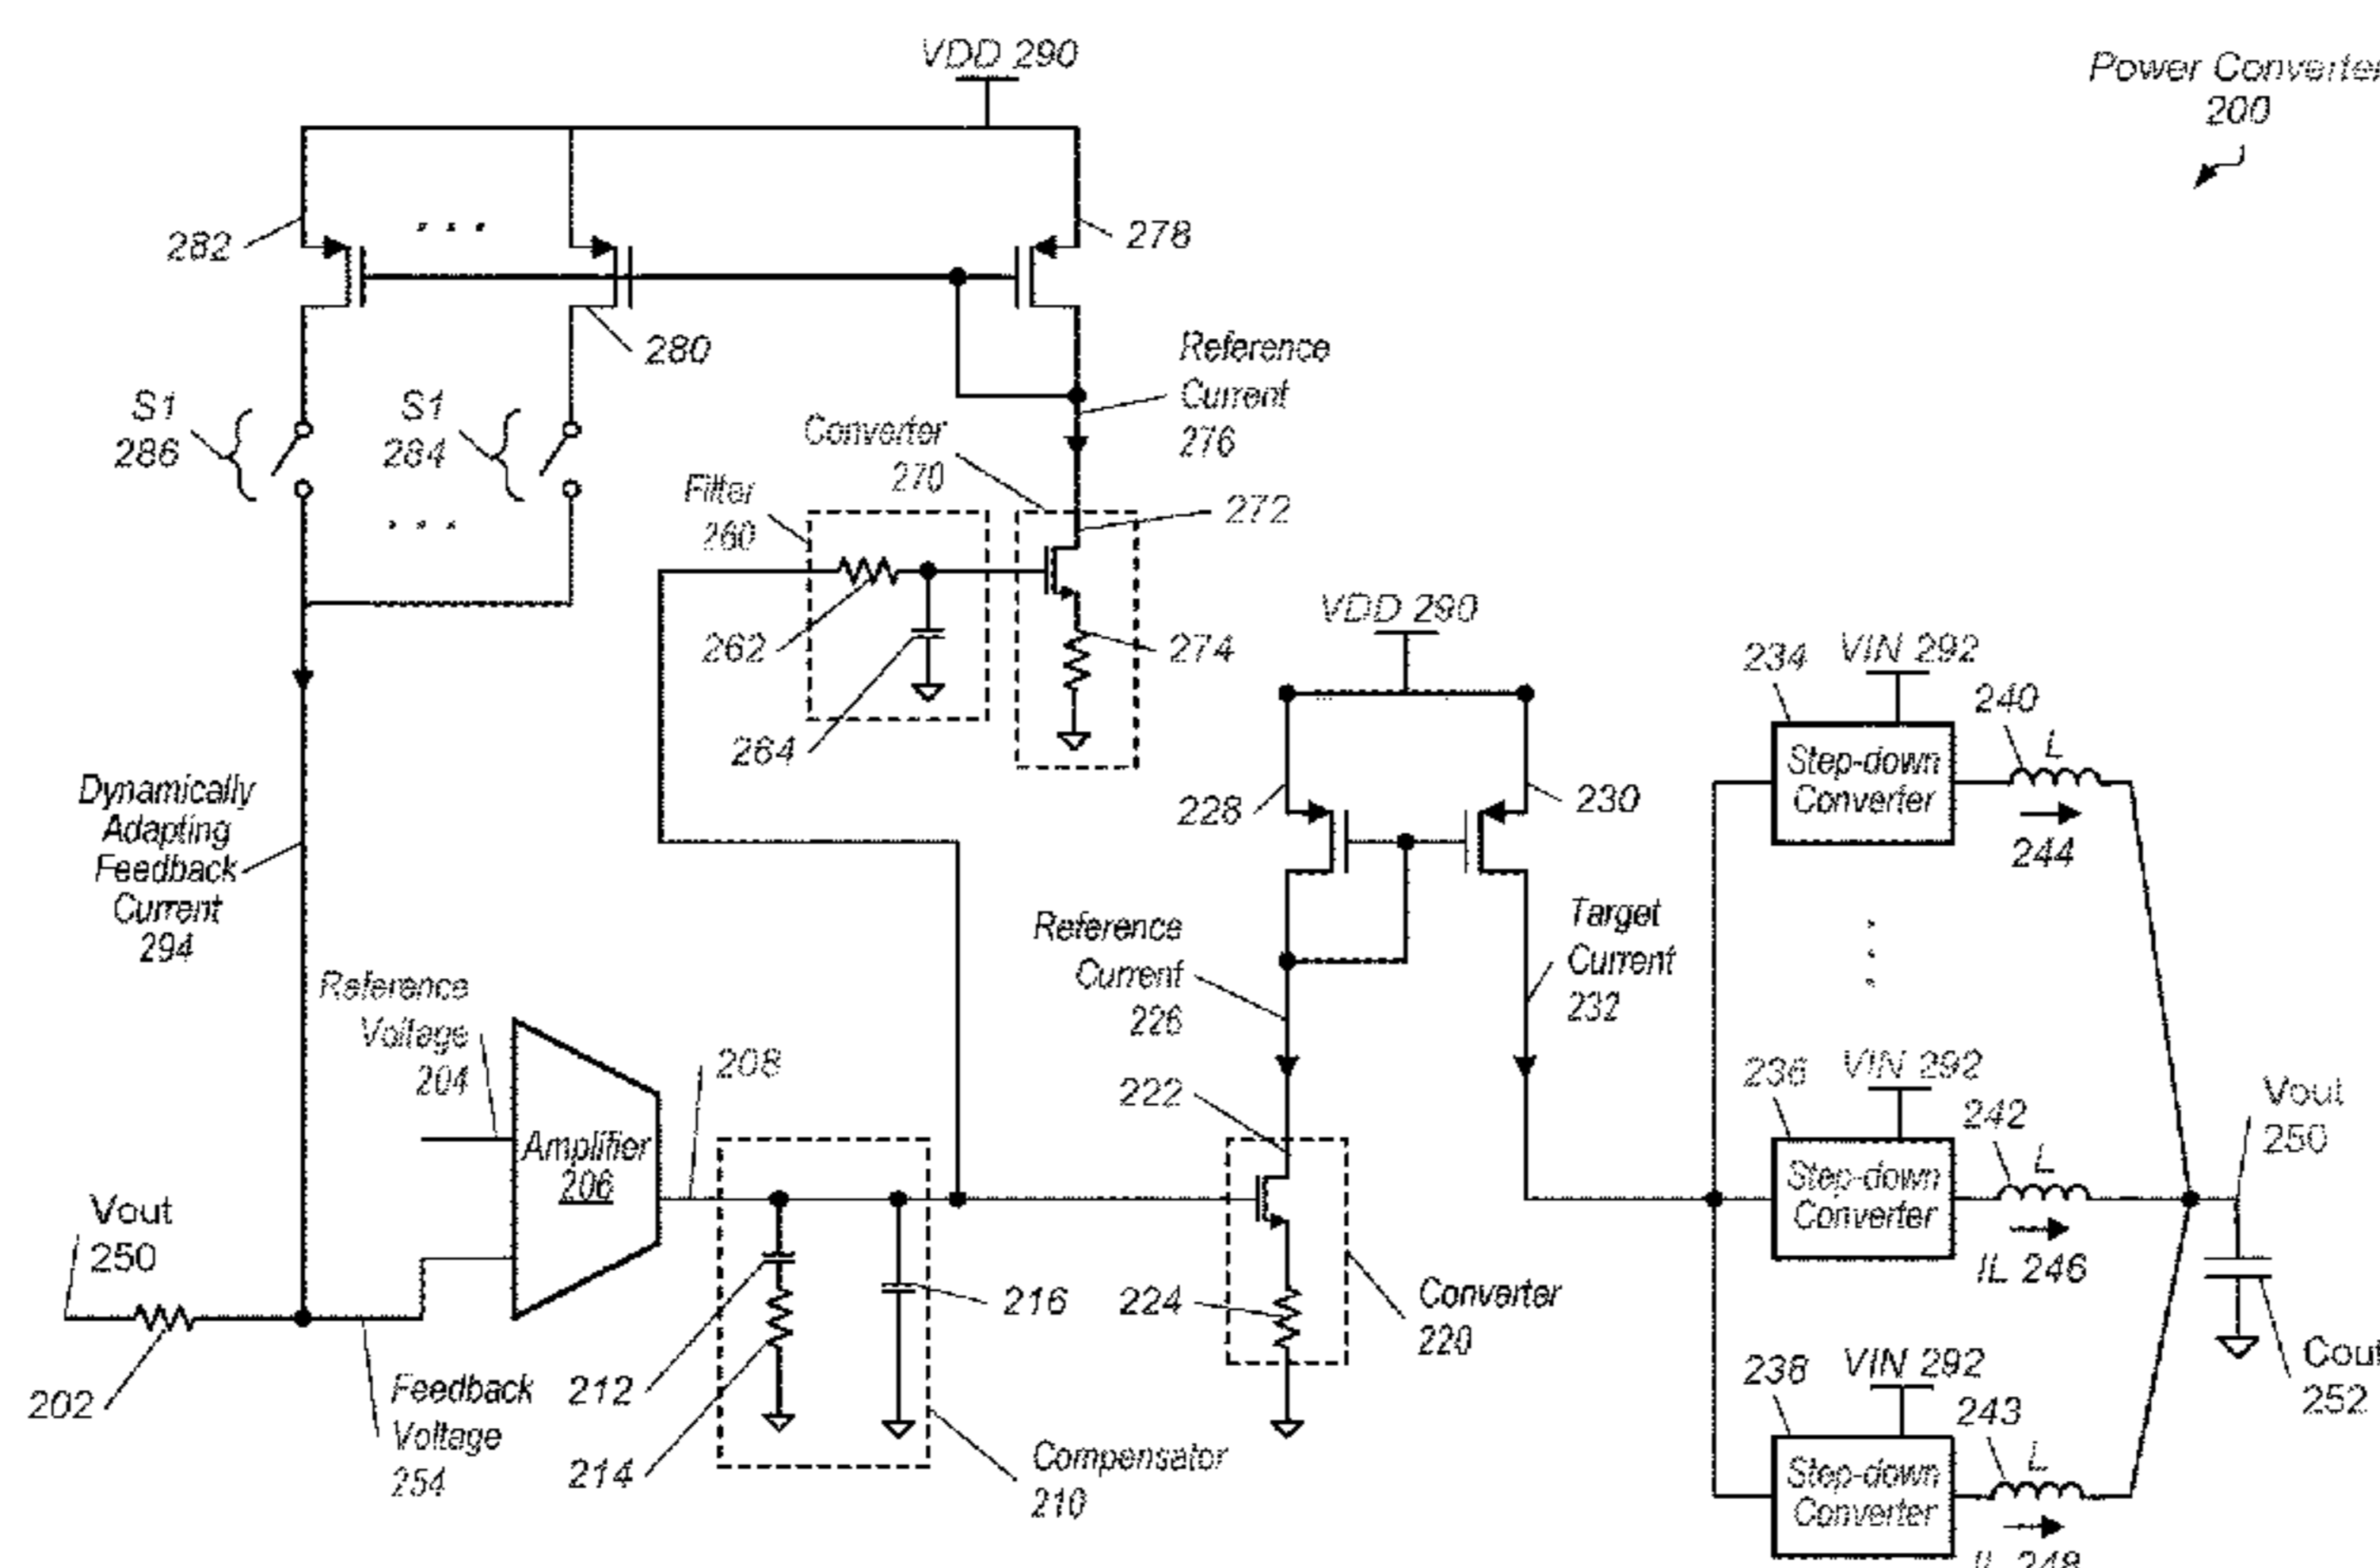 VDD 290
Power Converter
200
282
. . .
278
280
Reference
Current
276
S1
286
S1
284
Converter
270
Filter
260
. . .
272
262
274
264
VDD 290
234
VIN 292
240
L
Step-down
Converter
244
228
230
Dynamically
Adapting
Feedback
Current
294
Reference
Current
226
Target
Current
232
Reference
Voltage
204
208
Amplifier
206
222
236
VIN 292
242
L
Step-down
Converter
IL 246
Vout
250
Vout
250
216
224
Converter
220
Cout
252
202
Feedback
Voltage
254
212
214
Compensator
210
238
VIN 292
243
L
Step-down
Converter
IL 248